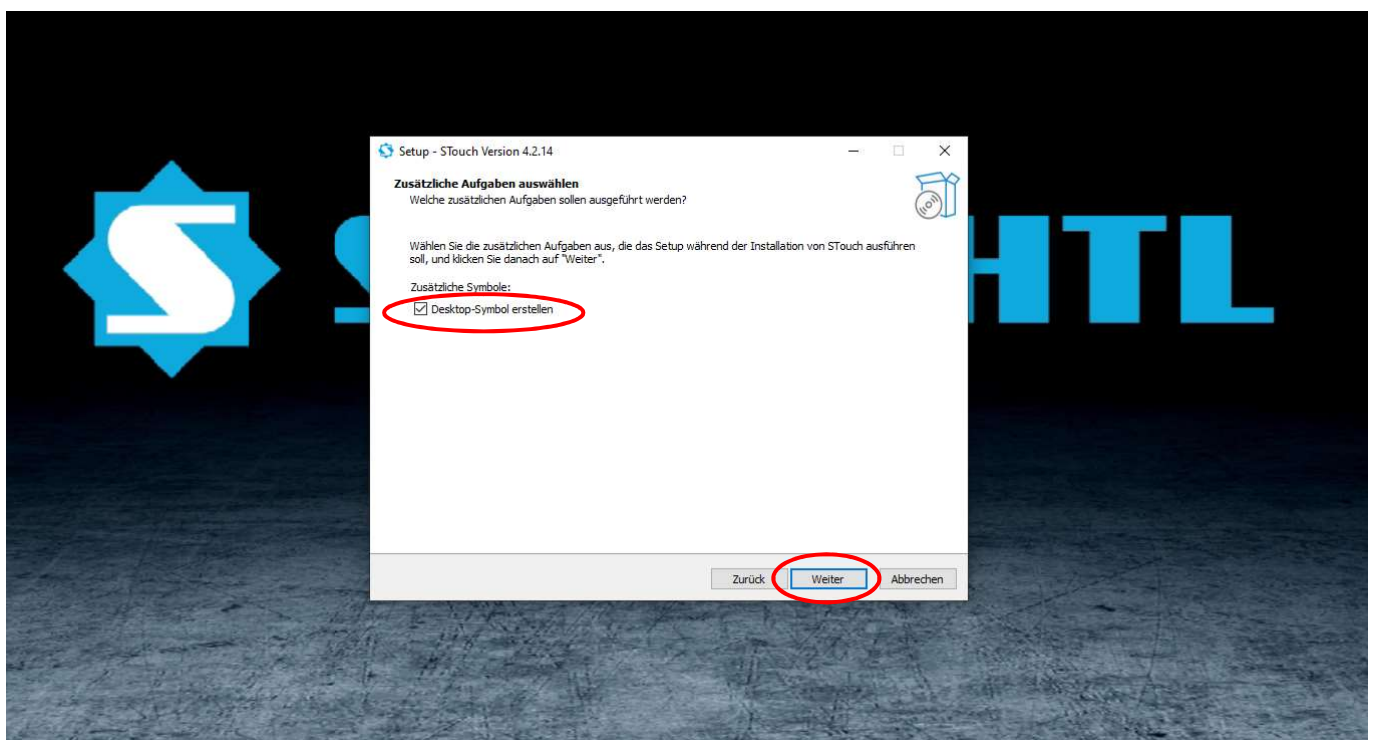 Setup - STouch Version 4.2.14
Zusätzliche Aufgaben auswählen
Welche zusätzlichen Aufgaben sollen ausgeführt werden?
Wählen Sie die zusätzlichen Aufgaben aus, die das Setup während der Installation von STouch ausführen
soll, und klicken Sie danach auf "Weiter".
Zusätzliche Symbole:
Desktop-Symbol erstellen
HTL
Zurück Weiter Abbrechen